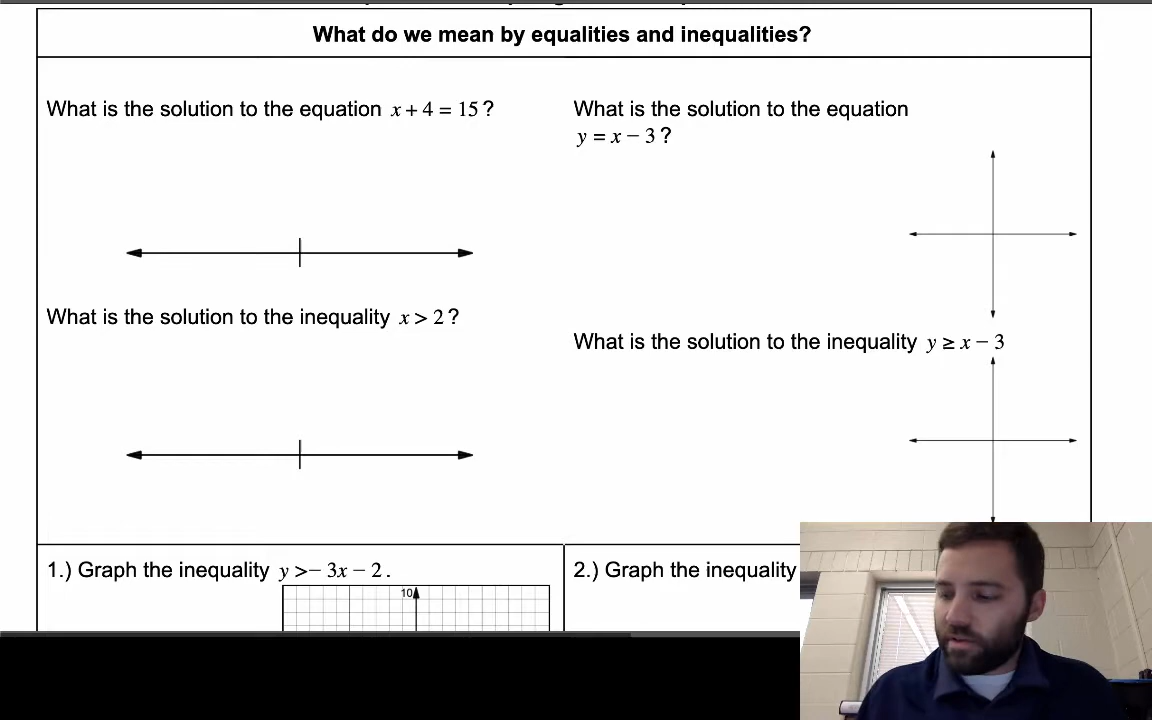 What do we mean by equalities and inequalities?
What is the solution to the equation x + 4 = 15?
What is the solution to the inequality x > 2?
What is the solution to the equation
y = x − 3?
What is the solution to the inequality y ≥ x − 3
1.) Graph the inequality y >− 3x − 2.
10
2.) Graph the inequality